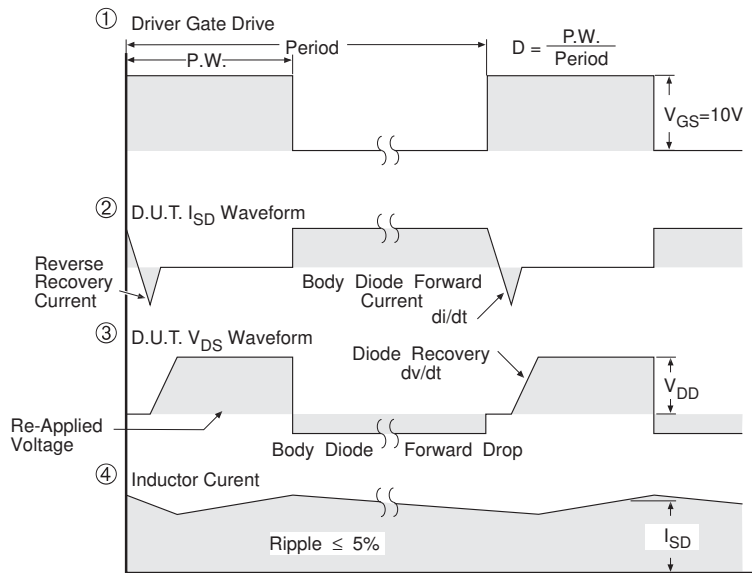 ① Driver Gate Drive
Period
P.W.
D = P.W. / Period
V_GS=10V
② D.U.T. I_SD Waveform
Reverse
Recovery
Current
Body Diode Forward
Current
di/dt
③ D.U.T. V_DS Waveform
Diode Recovery
dv/dt
V_DD
Re-Applied
Voltage
Body Diode Forward Drop
④ Inductor Curent
Ripple ≤ 5%
I_SD